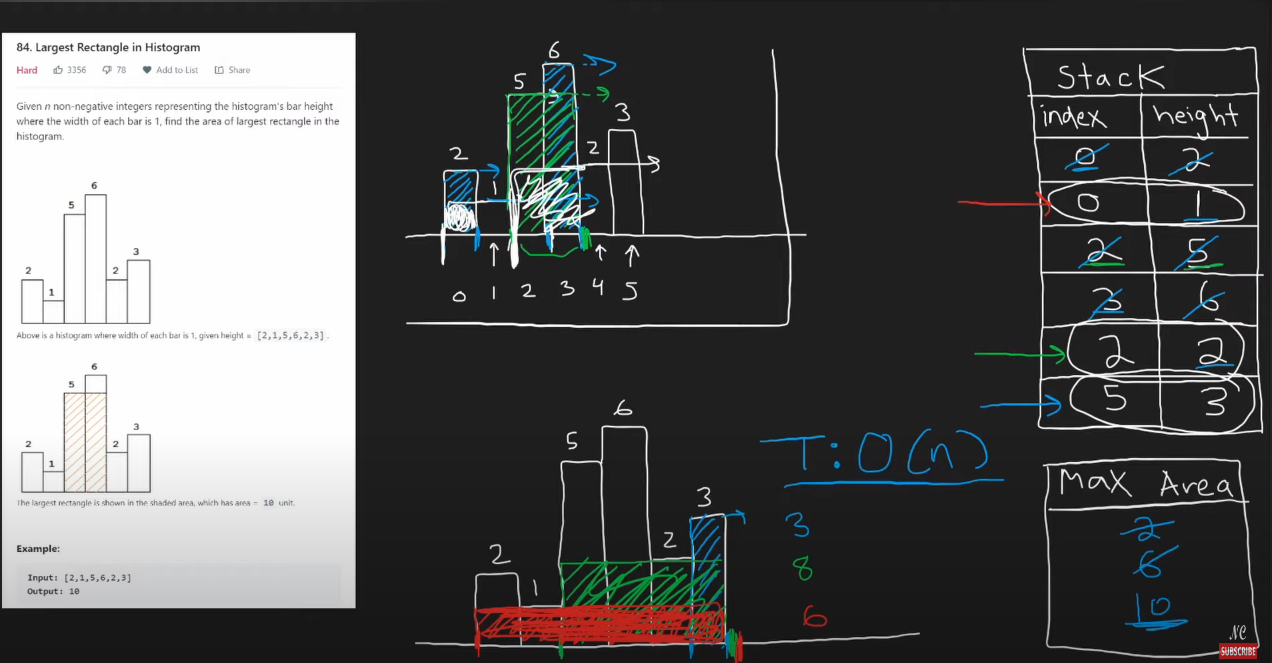 84. Largest Rectangle in Histogram
Hard 3356 78 Add to List Share
Given n non-negative integers representing the histogram's bar height
where the width of each bar is 1, find the area of largest rectangle in the
histogram.
6
5
3
2
2
1
Above is a histogram where width of each bar is 1, given height = [2,1,5,6,2,3].
6
5
3
2
2
1
The largest rectangle is shown in the shaded area, which has area = 10 unit.
Example:
Input: [2,1,5,6,2,3]
Output: 10
6
5
3
2
2
1
0 1 2 3 4 5
6
5
3
2
2
1
T: O(n)
3
8
6
Stack
index height
0 2
0 1
2 5
3 6
2 2
5 3
Max Area
2
6
10
NC
SUBSCRIBE